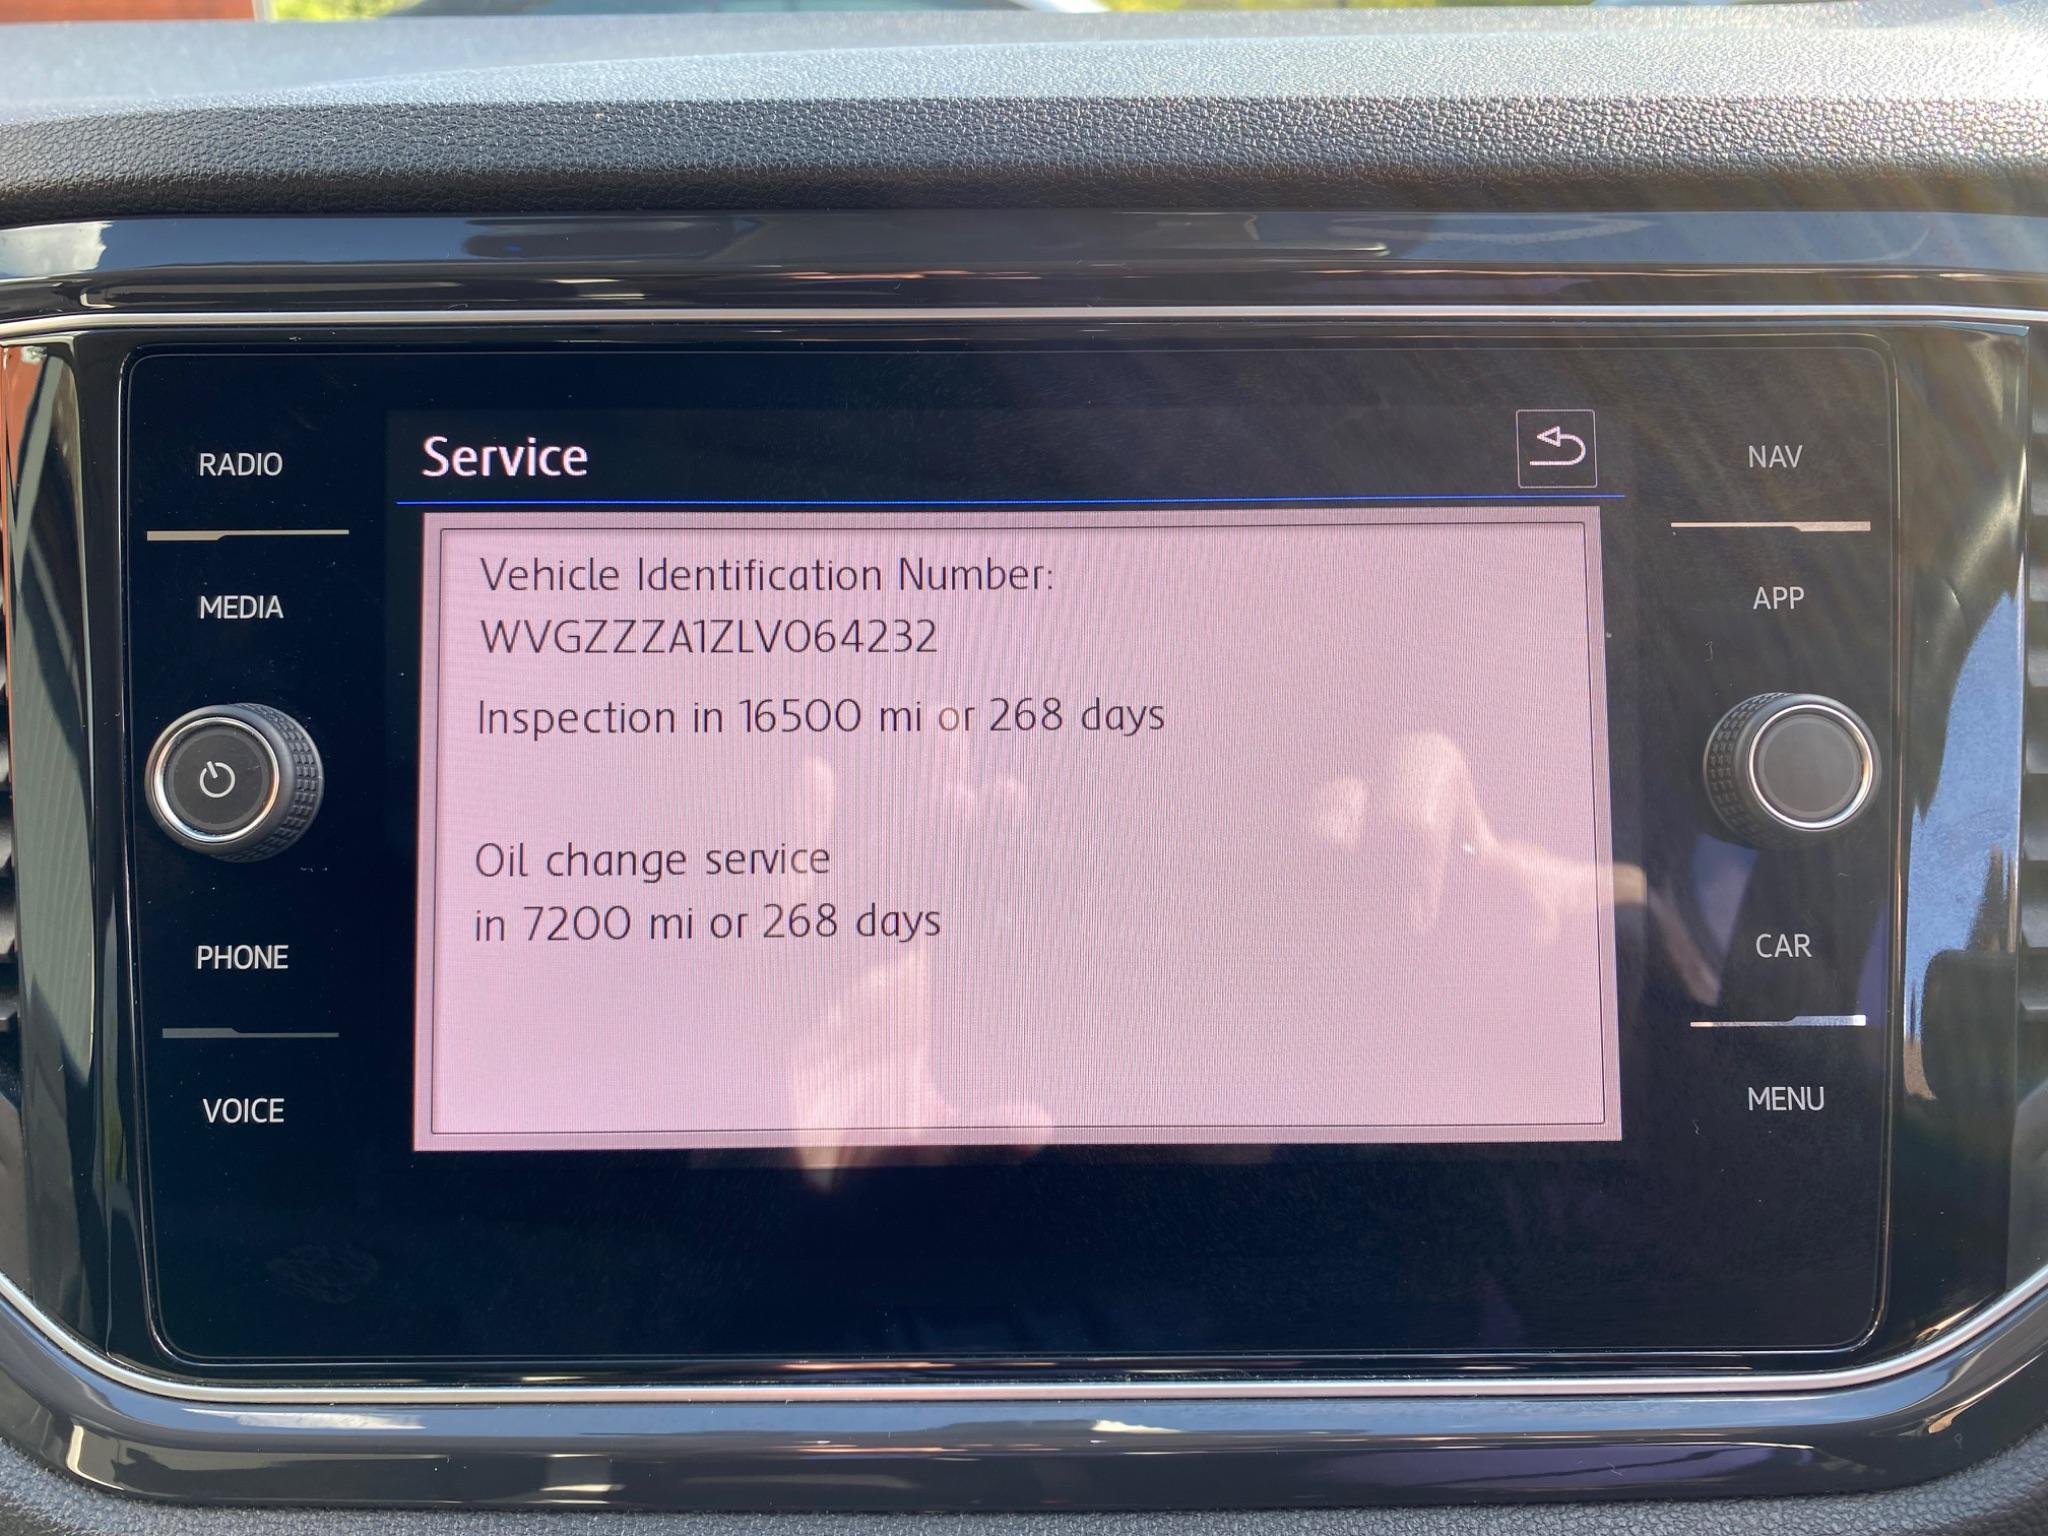 Service
RADIO
MEDIA
PHONE
VOICE
Vehicle Identification Number:
WVGZZZA1ZLV064232
Inspection in 16500 mi or 268 days
Oil change service
in 7200 mi or 268 days
NAV
APP
CAR
MENU